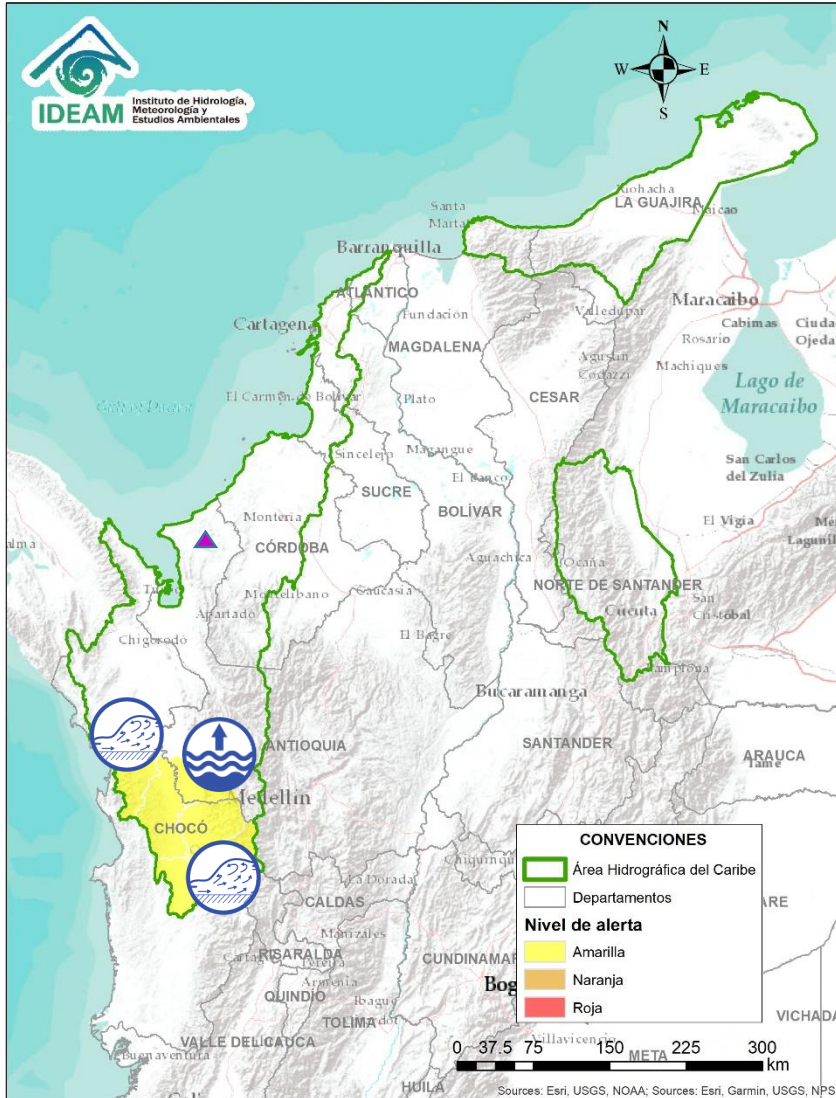 IDEAM
Instituto de Hidrología,
Meteorología y
Estudios Ambientales
N
W
E
S
Riohacha
LA GUAJIRA
Maicao
Santa
Marta
Barranquilla
ATLÁNTICO
Cartagena
Fundación
MAGDALENA
Valledupar
Maracaibo
Cabimas
Ciudad
Ojeda
Rosario
Machiques
Agustín
Codazzi
CESAR
Lago de
Maracaibo
El Carmen de Bolívar
Plato
Sincelejo
Magangue
SUCRE
BOLÍVAR
El Banco
San Carlos
del Zulia
El Vigía
Montería
CÓRDOBA
Aguachica
Ocaña
NORTE DE SANTANDER
Cúcuta
San
Cristóbal
Montelibano
Caucasia
Apartado
El Bagre
Chigorodó
Pamplona
Bucaramanga
ANTIOQUIA
SANTANDER
ARAUCA
Tame
Medellín
CHOCÓ
La Dorada
CALDAS
Manizales
RISARALDA
Pereira
Armenia
QUINDÍO
Ibagué
TOLIMA
CUNDINAMAR
Bog
VALLE DEL CAUCA
Buenaventura
Villavicencio
META
VICHADA
HUILA
CONVENCIONES
Área Hidrográfica del Caribe
Departamentos
Nivel de alerta
Amarilla
Naranja
Roja
0 37.5 75 150 225 300
km
Sources: Esri, USGS, NOAA; Sources: Esri, Garmin, USGS, NPS